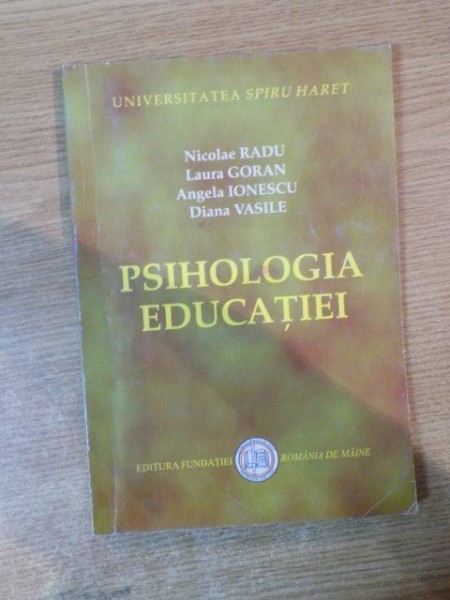 UNIVERSITATEA SPIRU HARET
Nicolae RADU
Laura GORAN
Angela IONESCU
Diana VASILE
PSIHOLOGIA
EDUCAȚIEI
EDITURA FUNDAȚIEI ROMÂNIA DE MÂINE